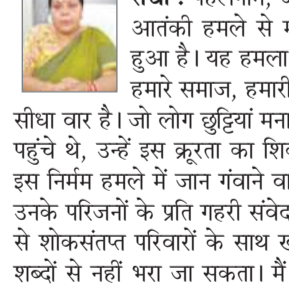 आतंकी हमले से
हुआ है। यह हमला
हमारे समाज, हमारी
सीधा वार है। जो लोग छुट्टियां मना
पहुंचे थे, उन्हें इस क्रूरता का
इस निर्मम हमले में जान गंवाने
उनके परिजनों के प्रति गहरी
से शोकसंतप्त परिवारों के साथ
शब्दों से नहीं भरा जा सकता। मैं